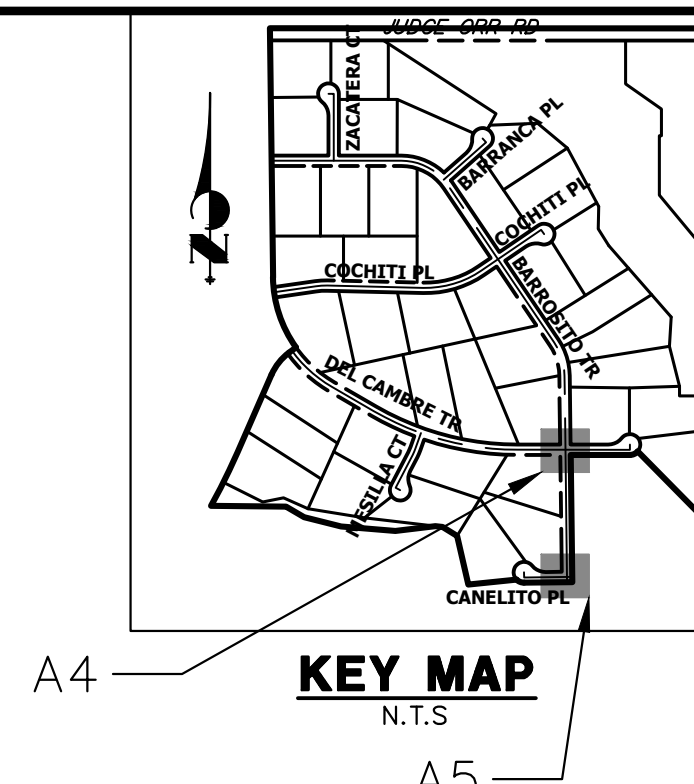 JUDGE ORR RD
ZACATERA CT
BARRANCA PL
COCHITI PL
N
COCHITI PL
BARROSITO TR
DEL CAMBRE TR
MESILLA CT
CANELITO PL
A4
KEY MAP
N.T.S
A5